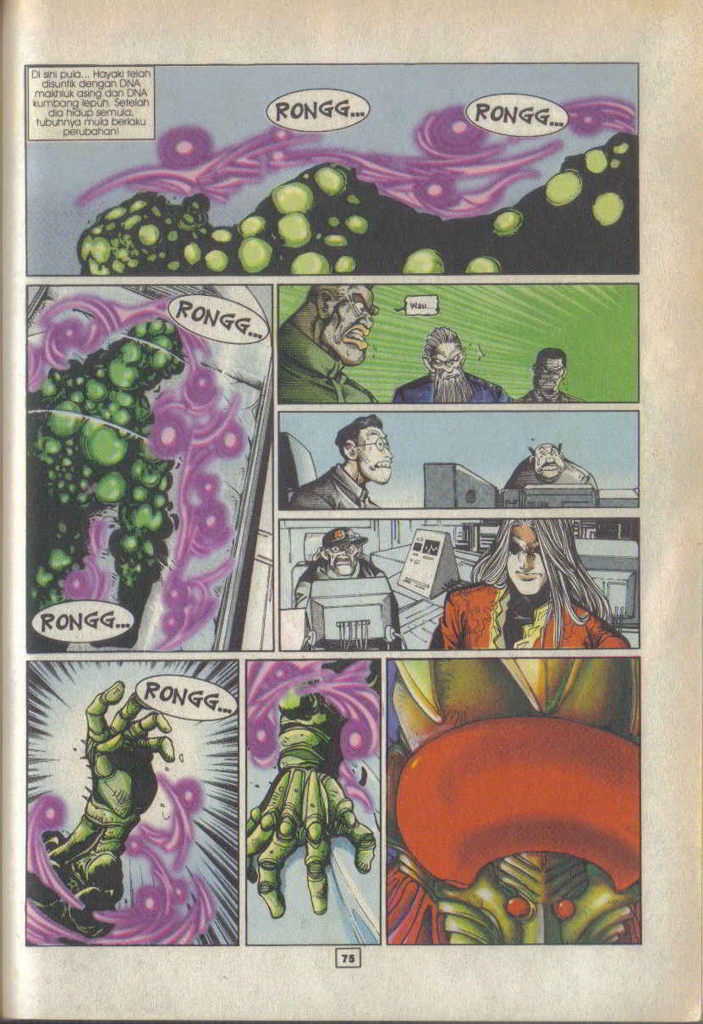 Di sini pula... Hayaki telah
disuntik dengan DNA
makhluk asing dan DNA
kumbang lepuh. Setelah
dia hidup semula,
tubuhnya mula berlaku
perubahan!
RONGG...
RONGG...
RONGG...
Wau...
RONGG...
RONGG...
75